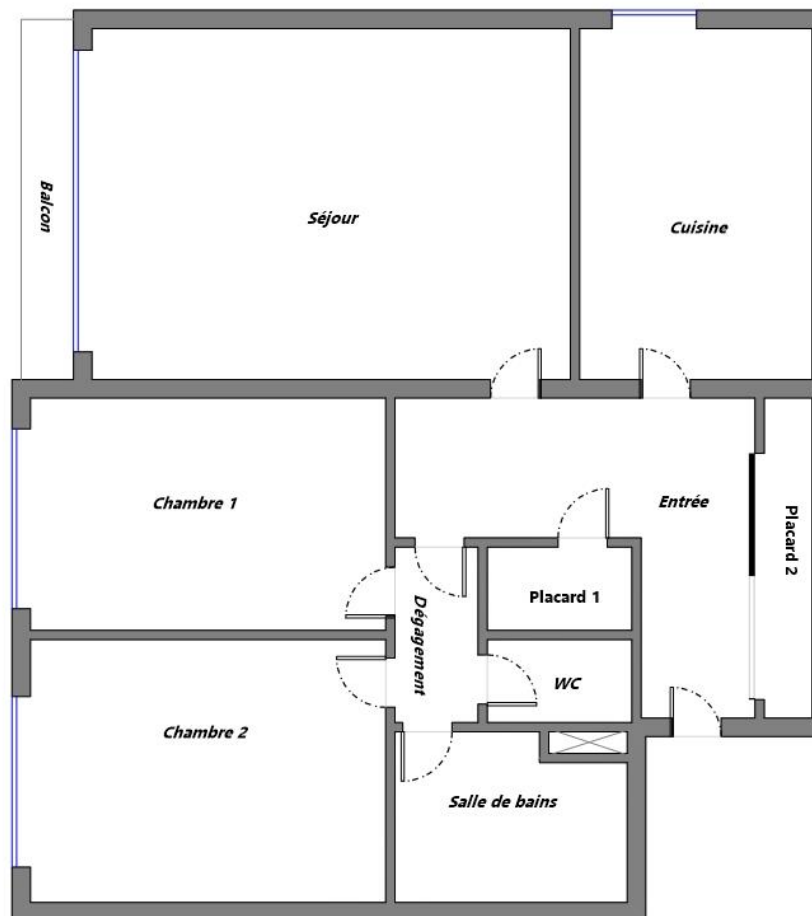 Balcon
Séjour
Cuisine
Chambre 1
Entrée
Placard 2
Placard 1
Dégagement
WC
Chambre 2
Salle de bains